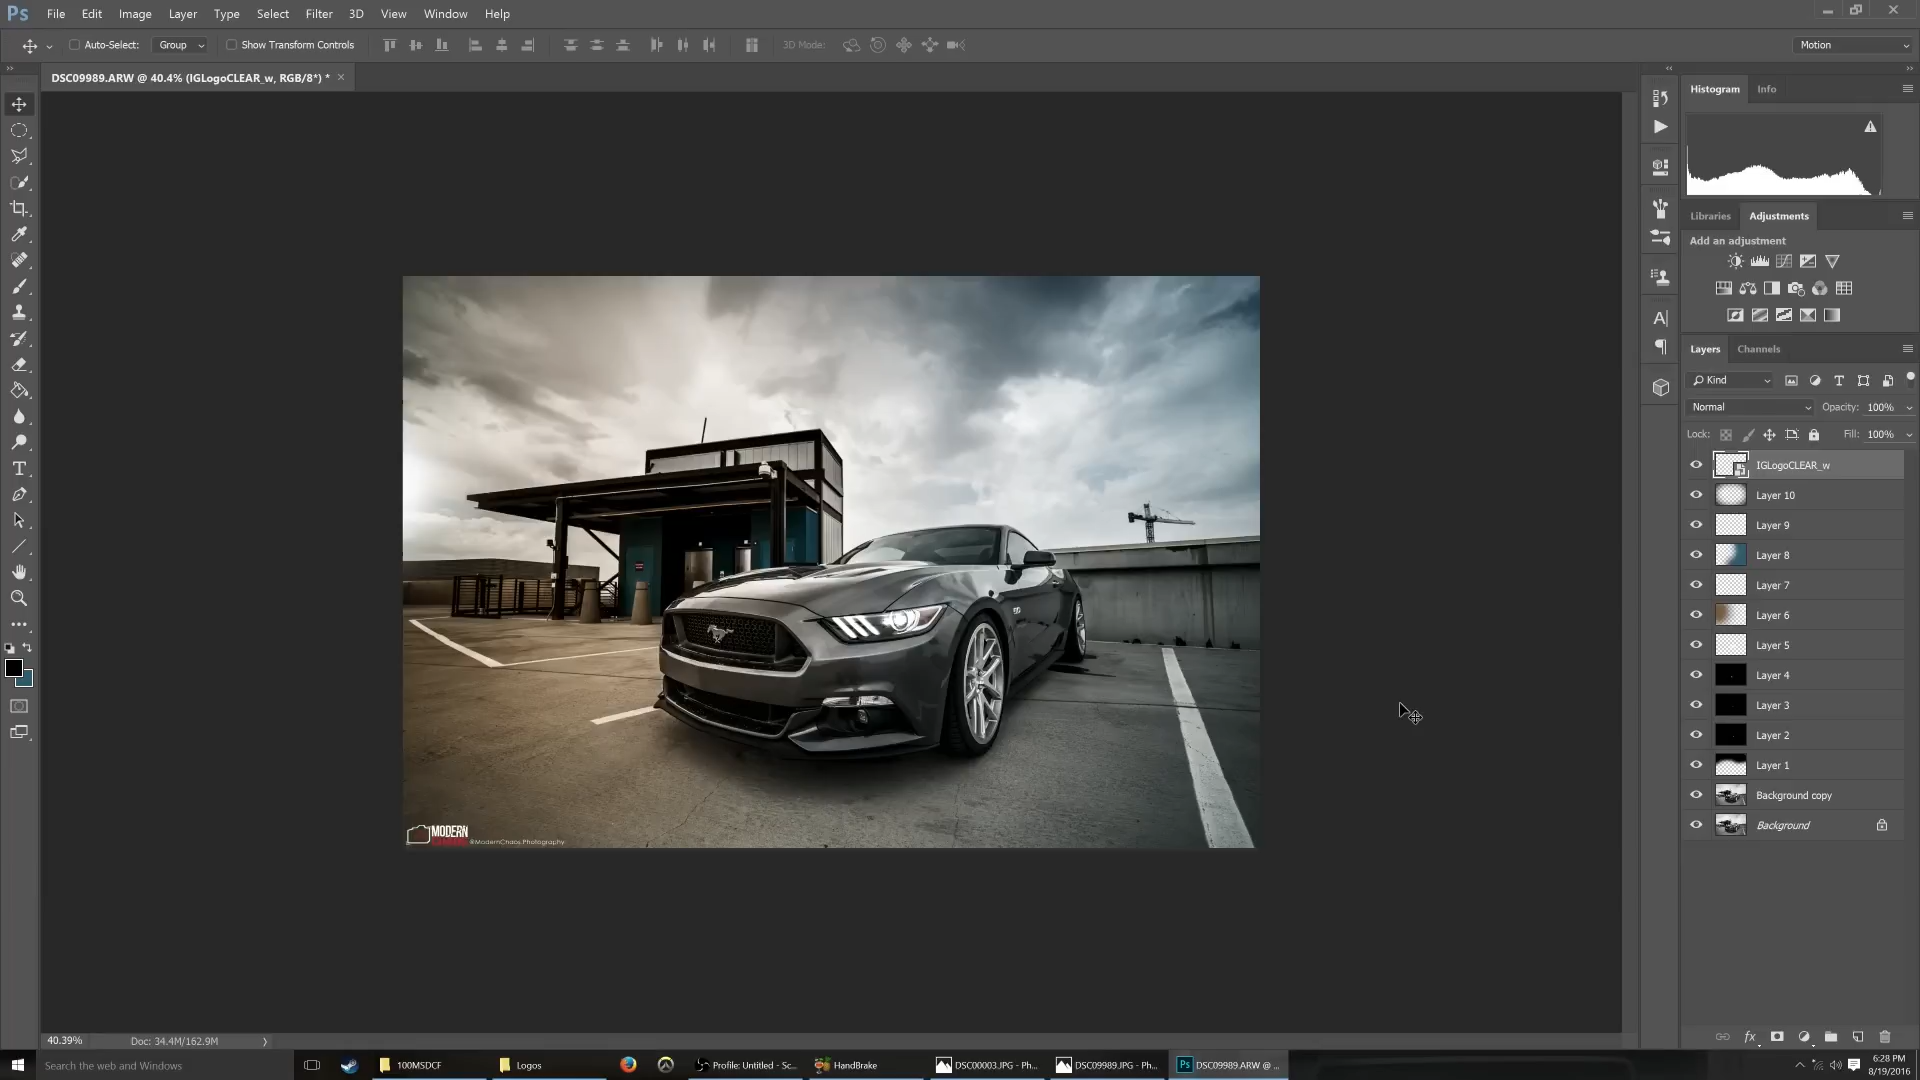 Ps File Edit Image Layer Type Select Filter 3D View Window Help
Auto-Select: Group Show Transform Controls 3D Mode: Motion
DSC09989.ARW @ 40.4% (IGLogoCLEAR_w, RGB/8*) * ×
Histogram Info
Libraries Adjustments
Add an adjustment
Layers Channels
Kind
Normal Opacity: 100%
Lock: Fill: 100%
IGLogoCLEAR_w
Layer 10
Layer 9
Layer 8
Layer 7
Layer 6
Layer 5
Layer 4
Layer 3
Layer 2
Layer 1
Background copy
Background
MODERN
@ModernChaos.Photography
40.39% Doc: 34.4M/162.9M
fx
Search the web and Windows 100MSDCF Logos Profile: Untitled - Sc... HandBrake DSC00003.JPG - Ph... DSC09989.JPG - Ph... Ps DSC09989.ARW @ ... 6:28 PM
8/19/2016